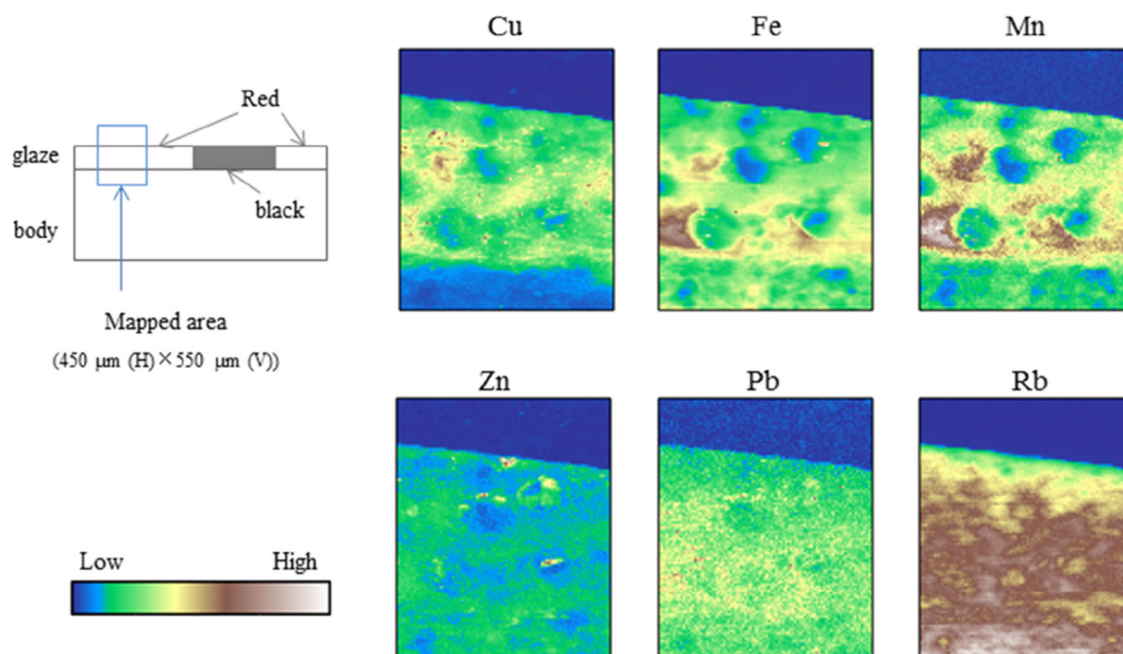 Cu
Fe
Mn
Red
glaze
black
body
Mapped area
(450 μm (H)×550 μm (V))
Zn
Pb
Rb
Low
High